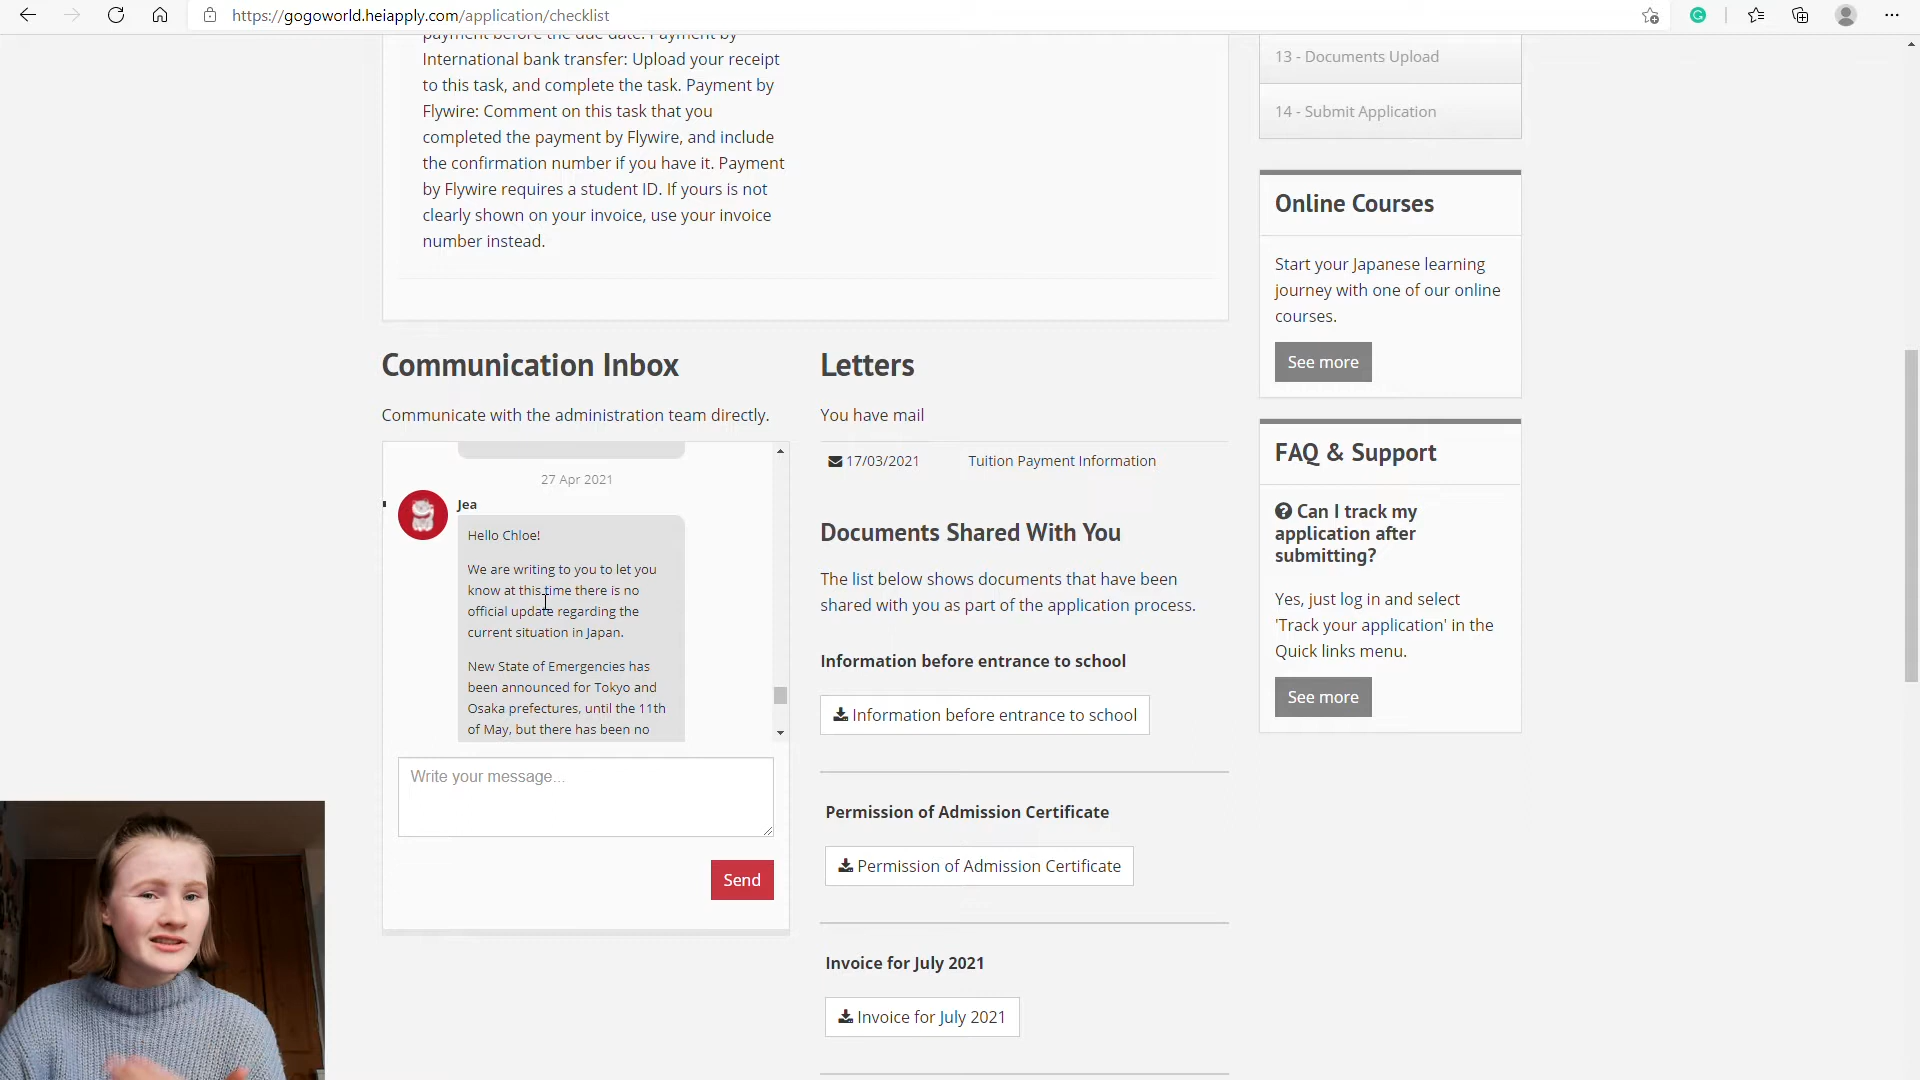 https://gogoworld.heiapply.com/application/checklist
payment before the due date. Payment by
International bank transfer: Upload your receipt
to this task, and complete the task. Payment by
Flywire: Comment on this task that you
completed the payment by Flywire, and include
the confirmation number if you have it. Payment
by Flywire requires a student ID. If yours is not
clearly shown on your invoice, use your invoice
number instead.
Communication Inbox
Communicate with the administration team directly.
27 Apr 2021
Jea
Hello Chloe!
We are writing to you to let you
know at this time there is no
official update regarding the
current situation in Japan.
New State of Emergencies has
been announced for Tokyo and
Osaka prefectures, until the 11th
of May, but there has been no
Write your message...
Send
Letters
You have mail
17/03/2021 Tuition Payment Information
Documents Shared With You
The list below shows documents that have been
shared with you as part of the application process.
Information before entrance to school
Information before entrance to school
Permission of Admission Certificate
Permission of Admission Certificate
Invoice for July 2021
Invoice for July 2021
13 - Documents Upload
14 - Submit Application
Online Courses
Start your Japanese learning
journey with one of our online
courses.
See more
FAQ & Support
Can I track my
application after
submitting?
Yes, just log in and select
'Track your application' in the
Quick links menu.
See more